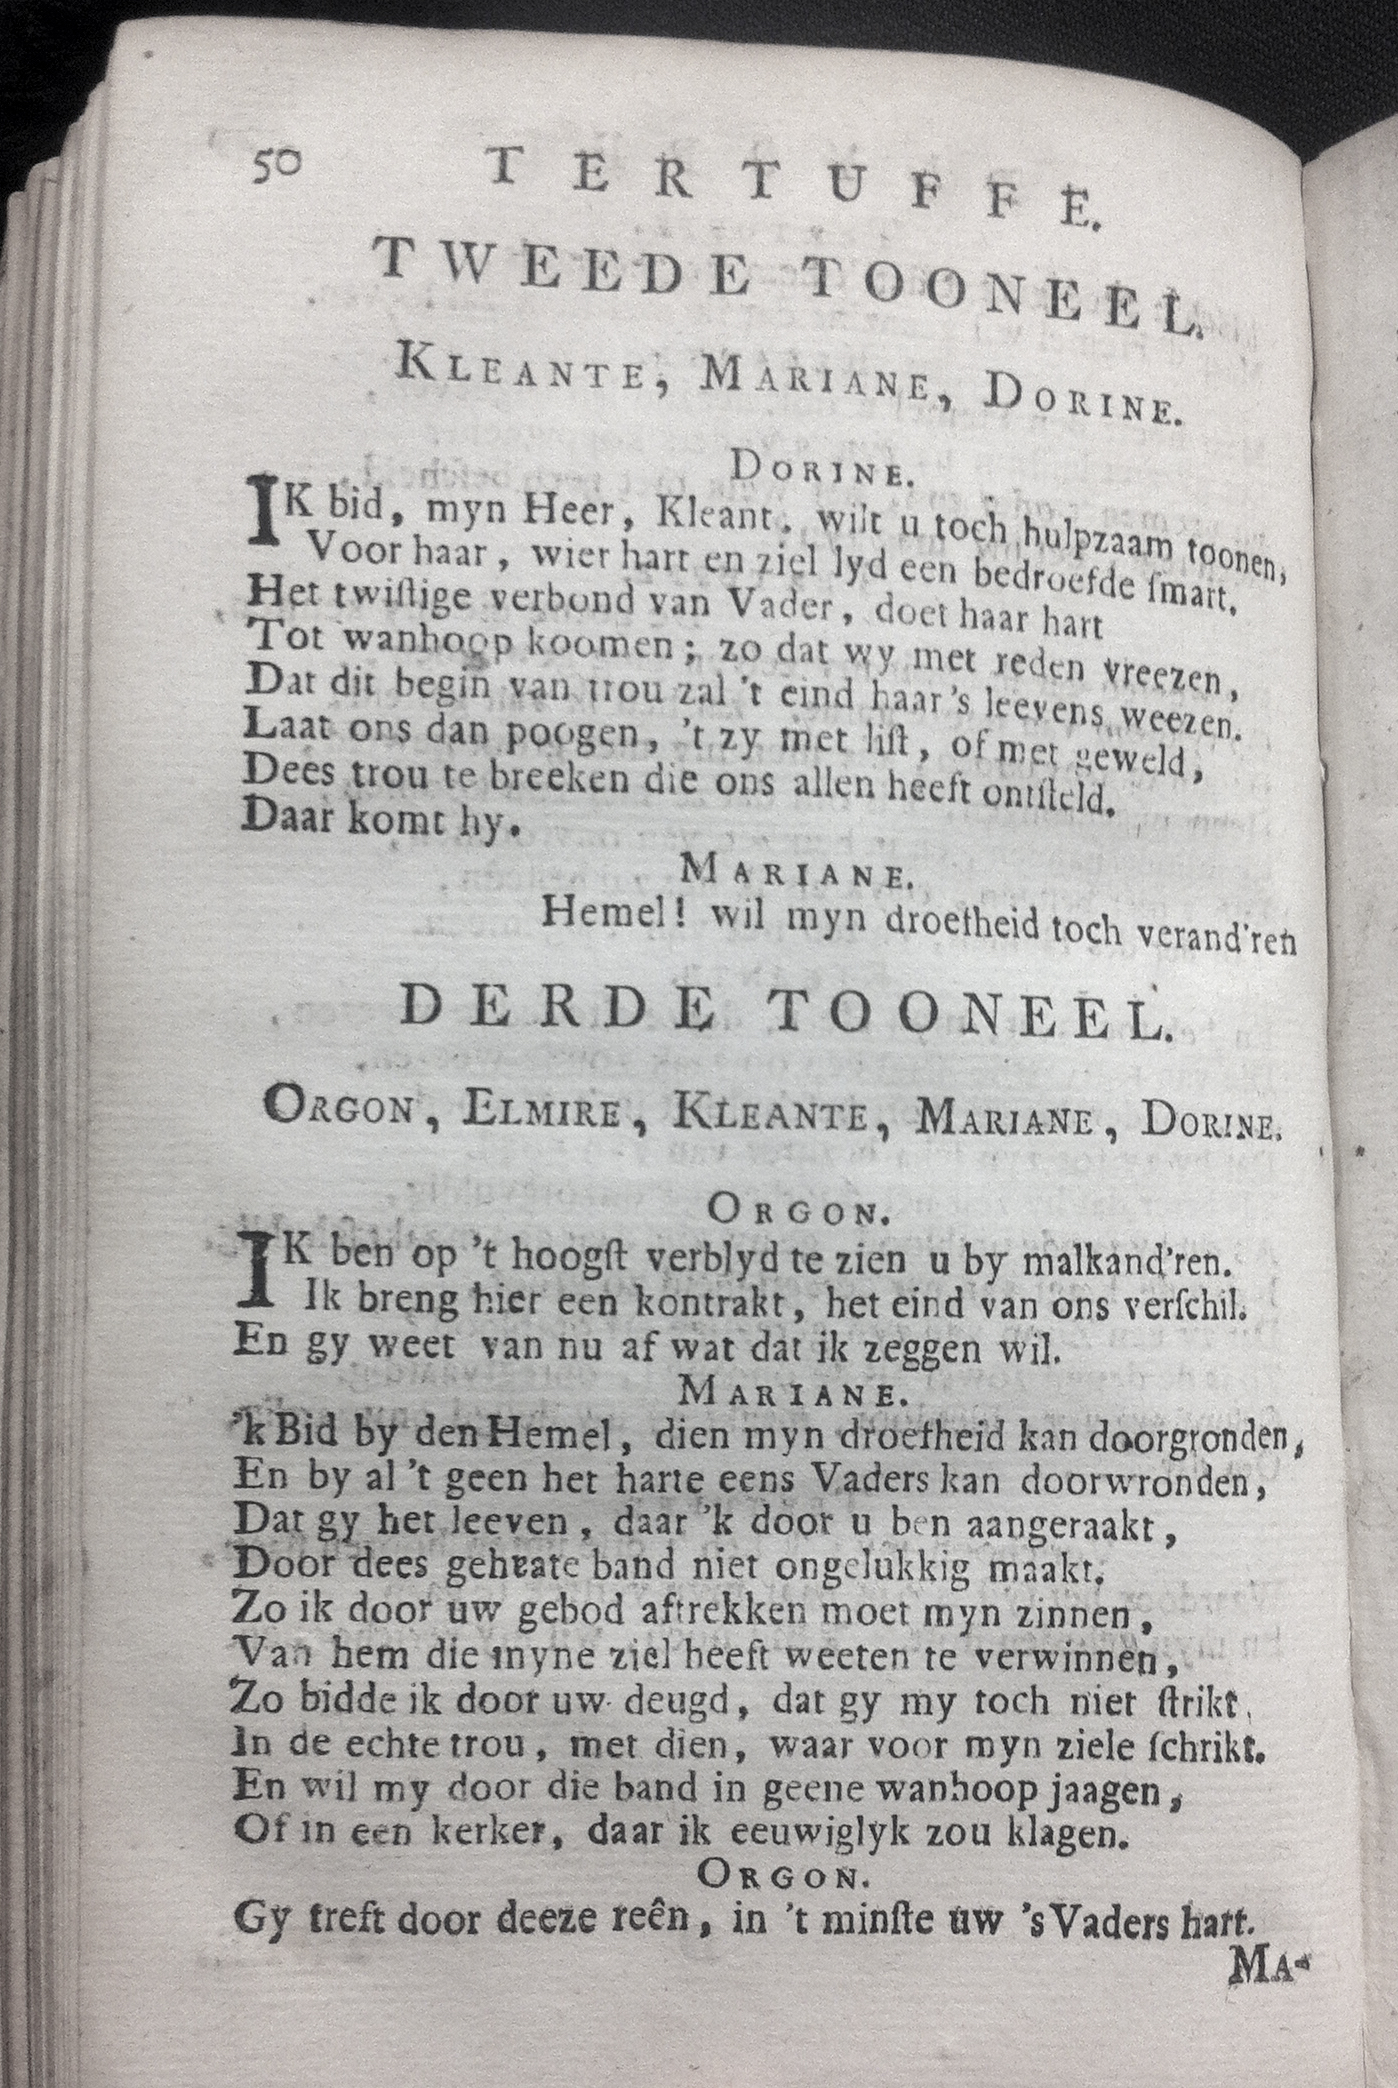 50 TERTUFFE.
TWEEDE TOONEEL.
KLEANTE, MARIANE, DORINE.
DORINE.
IK bid, myn Heer, Kleant. wilt u toch hulpzaam toonen,
Voor haar, wier hart en ziel lyd een bedroefde ſmart.
Het twiſtige verbond van Vader, doet haar hart
Tot wanhoop koomen; zo dat wy met reden vreezen,
Dat dit begin van trou zal 't eind haar's leevens weezen.
Laat ons dan poogen, 't zy met liſt, of met geweld,
Dees trou te breeken die ons allen heeft ontſteld.
Daar komt hy.
MARIANE.
Hemel! wil myn droefheid toch verand'ren
DERDE TOONEEL.
ORGON, ELMIRE, KLEANTE, MARIANE, DORINE.
ORGON.
IK ben op 't hoogſt verblyd te zien u by malkand'ren.
Ik breng hier een kontrakt, het eind van ons verſchil.
En gy weet van nu af wat dat ik zeggen wil.
MARIANE.
'k Bid by den Hemel, dien myn droefheid kan doorgronden,
En by al 't geen het harte eens Vaders kan doorwronden,
Dat gy het leeven, daar 'k door u ben aangeraakt,
Door dees gehaate band niet ongelukkig maakt.
Zo ik door uw gebod aftrekken moet myn zinnen,
Van hem die myne ziel heeft weeten te verwinnen,
Zo bidde ik door uw deugd, dat gy my toch niet ſtrikt,
In de echte trou, met dien, waar voor myn ziele ſchrikt.
En wil my door die band in geene wanhoop jaagen,
Of in een kerker, daar ik eeuwiglyk zou klagen.
ORGON.
Gy treft door deeze reên, in 't minſte uw 's Vaders hart.
MA-